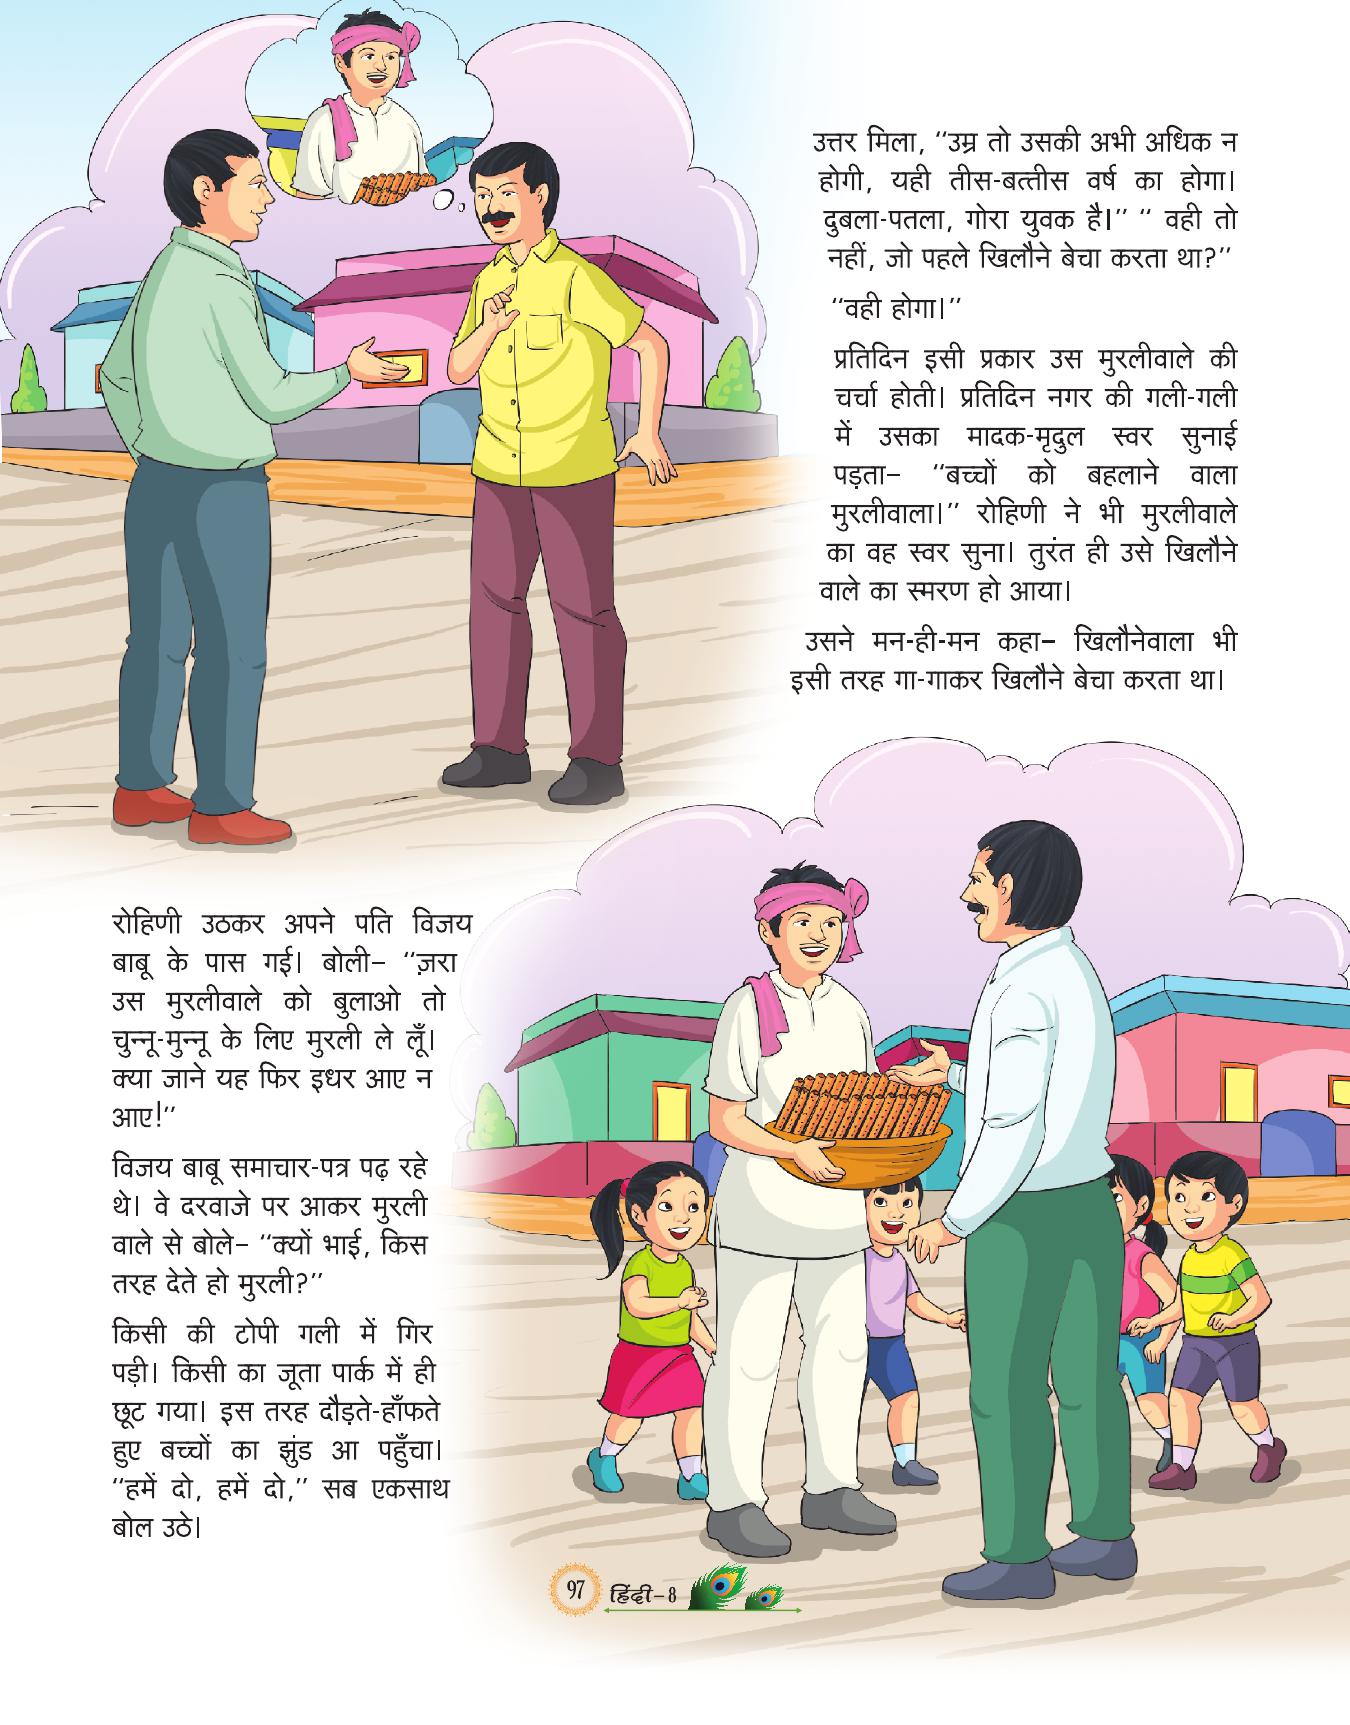 उत्तर मिला, “उम्र तो उसकी अभी अधिक न
होगी, यही तीस-बत्तीस वर्ष का होगा।
दुबला-पतला, गोरा युवक है।” “ वही तो
नहीं, जो पहले खिलौने बेचा करता था?”
“वही होगा।”
प्रतिदिन इसी प्रकार उस मुरलीवाले की
चर्चा होती। प्रतिदिन नगर की गली-गली
में उसका मादक-मृदुल स्वर सुनाई
पड़ता– “बच्चों को बहलाने वाला
मुरलीवाला।” रोहिणी ने भी मुरलीवाले
का वह स्वर सुना। तुरंत ही उसे खिलौने
वाले का स्मरण हो आया।
उसने मन-ही-मन कहा– खिलौनेवाला भी
इसी तरह गा-गाकर खिलौने बेचा करता था।
रोहिणी उठकर अपने पति विजय
बाबू के पास गई। बोली– “ज़रा
उस मुरलीवाले को बुलाओ तो
चुन्नू-मुन्नू के लिए मुरली ले लूँ।
क्या जाने यह फिर इधर आए न
आए!”
विजय बाबू समाचार-पत्र पढ़ रहे
थे। वे दरवाजे पर आकर मुरली
वाले से बोले– “क्यों भाई, किस
तरह देते हो मुरली?”
किसी की टोपी गली में गिर
पड़ी। किसी का जूता पार्क में ही
छूट गया। इस तरह दौड़ते-हाँफते
हुए बच्चों का झुंड आ पहुँचा।
“हमें दो, हमें दो,” सब एकसाथ
बोल उठे।
97 हिंदी–8